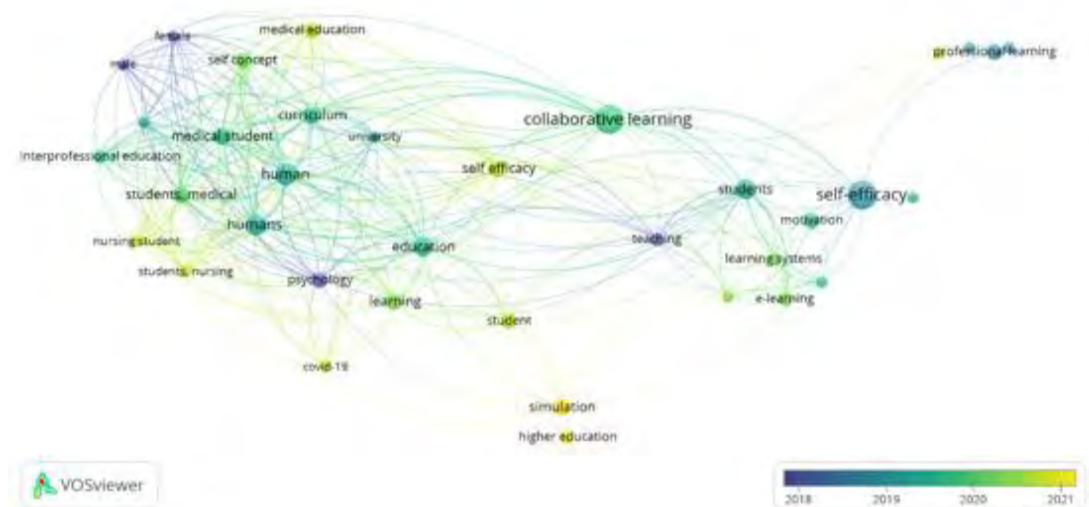 female
medical education
professional learning
male
self concept
curriculum
collaborative learning
medical student
university
interprofessional education
self efficacy
human
students, medical
students
self-efficacy
humans
motivation
nursing student
education
teaching
students, nursing
learning systems
psychology
learning
e-learning
student
covid-19
simulation
higher education
VOSviewer
2018
2019
2020
2021